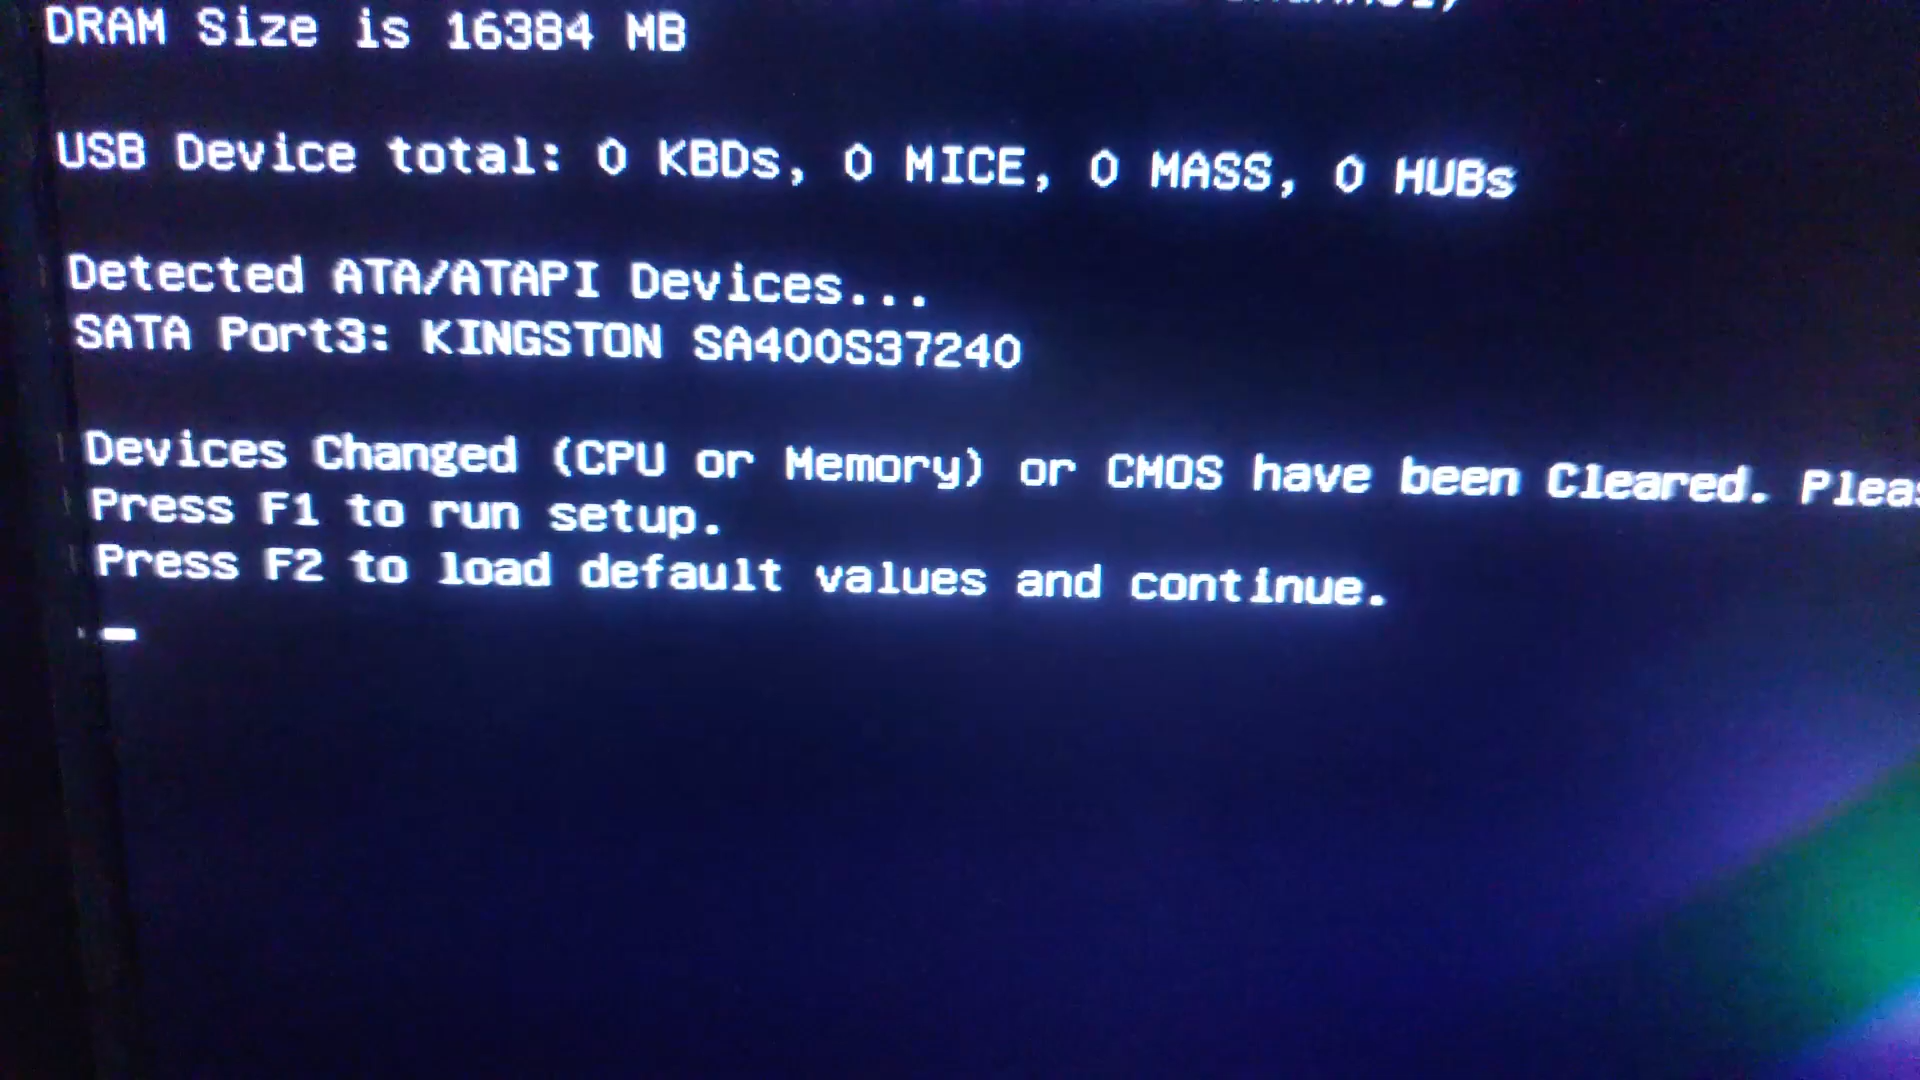 DRAM Size is 16384 MB
USB Device total: 0 KBDs, 0 MICE, 0 MASS, 0 HUBs
Detected ATA/ATAPI Devices...
SATA Port3: KINGSTON SA400S37240
Devices Changed (CPU or Memory) or CMOS have been Cleared.
Press F1 to run setup.
Press F2 to load default values and continue.